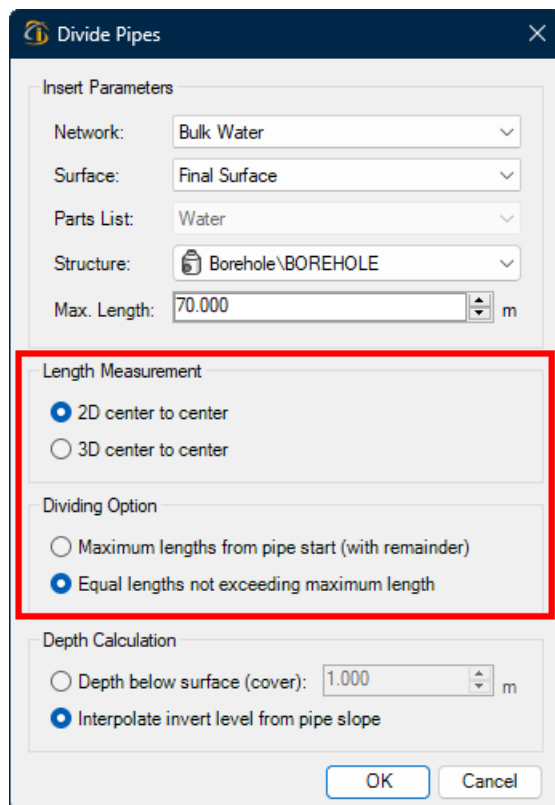 Divide Pipes
Insert Parameters
Network: Bulk Water
Surface: Final Surface
Parts List: Water
Structure: Borehole\BOREHOLE
Max. Length: 70.000 m
Length Measurement
2D center to center
3D center to center
Dividing Option
Maximum lengths from pipe start (with remainder)
Equal lengths not exceeding maximum length
Depth Calculation
Depth below surface (cover): 1.000 m
Interpolate invert level from pipe slope
OK Cancel